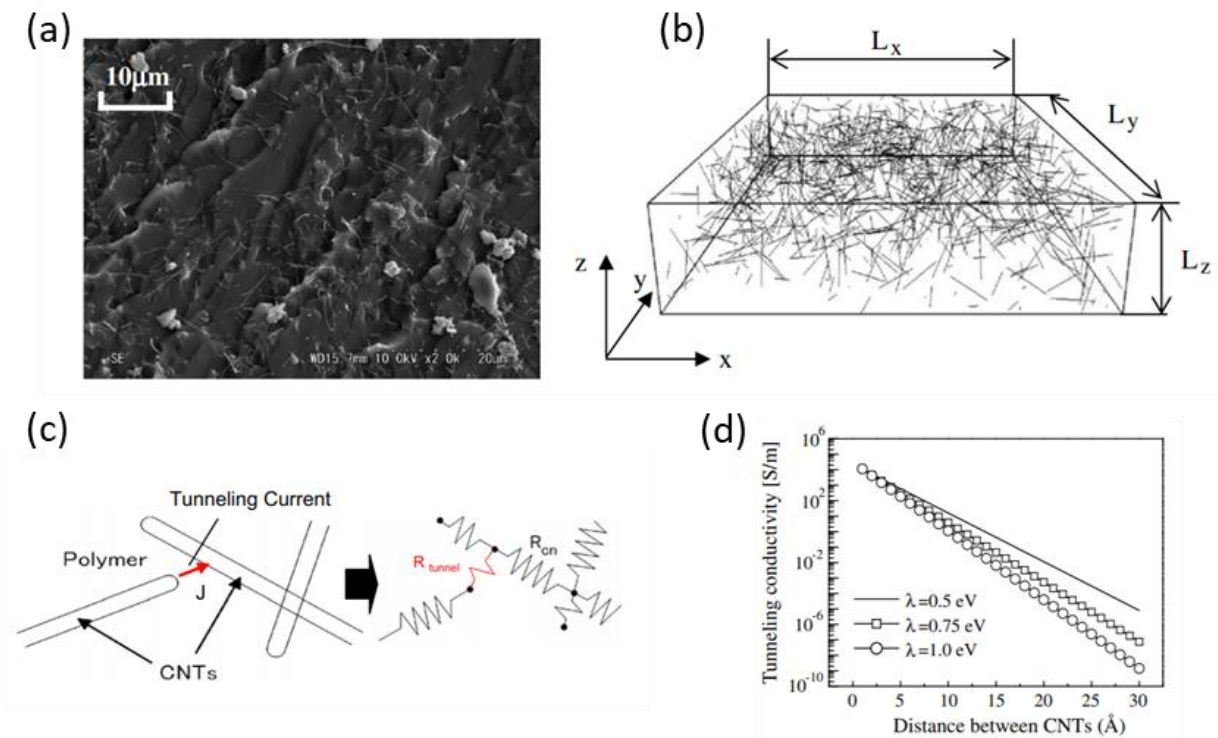 (a)
10μm
SE
WD15.7mm 10.0kV x2.0k 20um
(b)
Lx
Ly
Lz
z
y
x
(c)
Tunneling Current
Polymer
J
CNTs
R tunnel
Rcn
(d)
Tunneling conductivity [S/m]
10^6
10^2
10^-2
10^-6
10^-10
λ=0.5 eV
λ=0.75 eV
λ=1.0 eV
0 5 10 15 20 25 30
Distance between CNTs (Å)